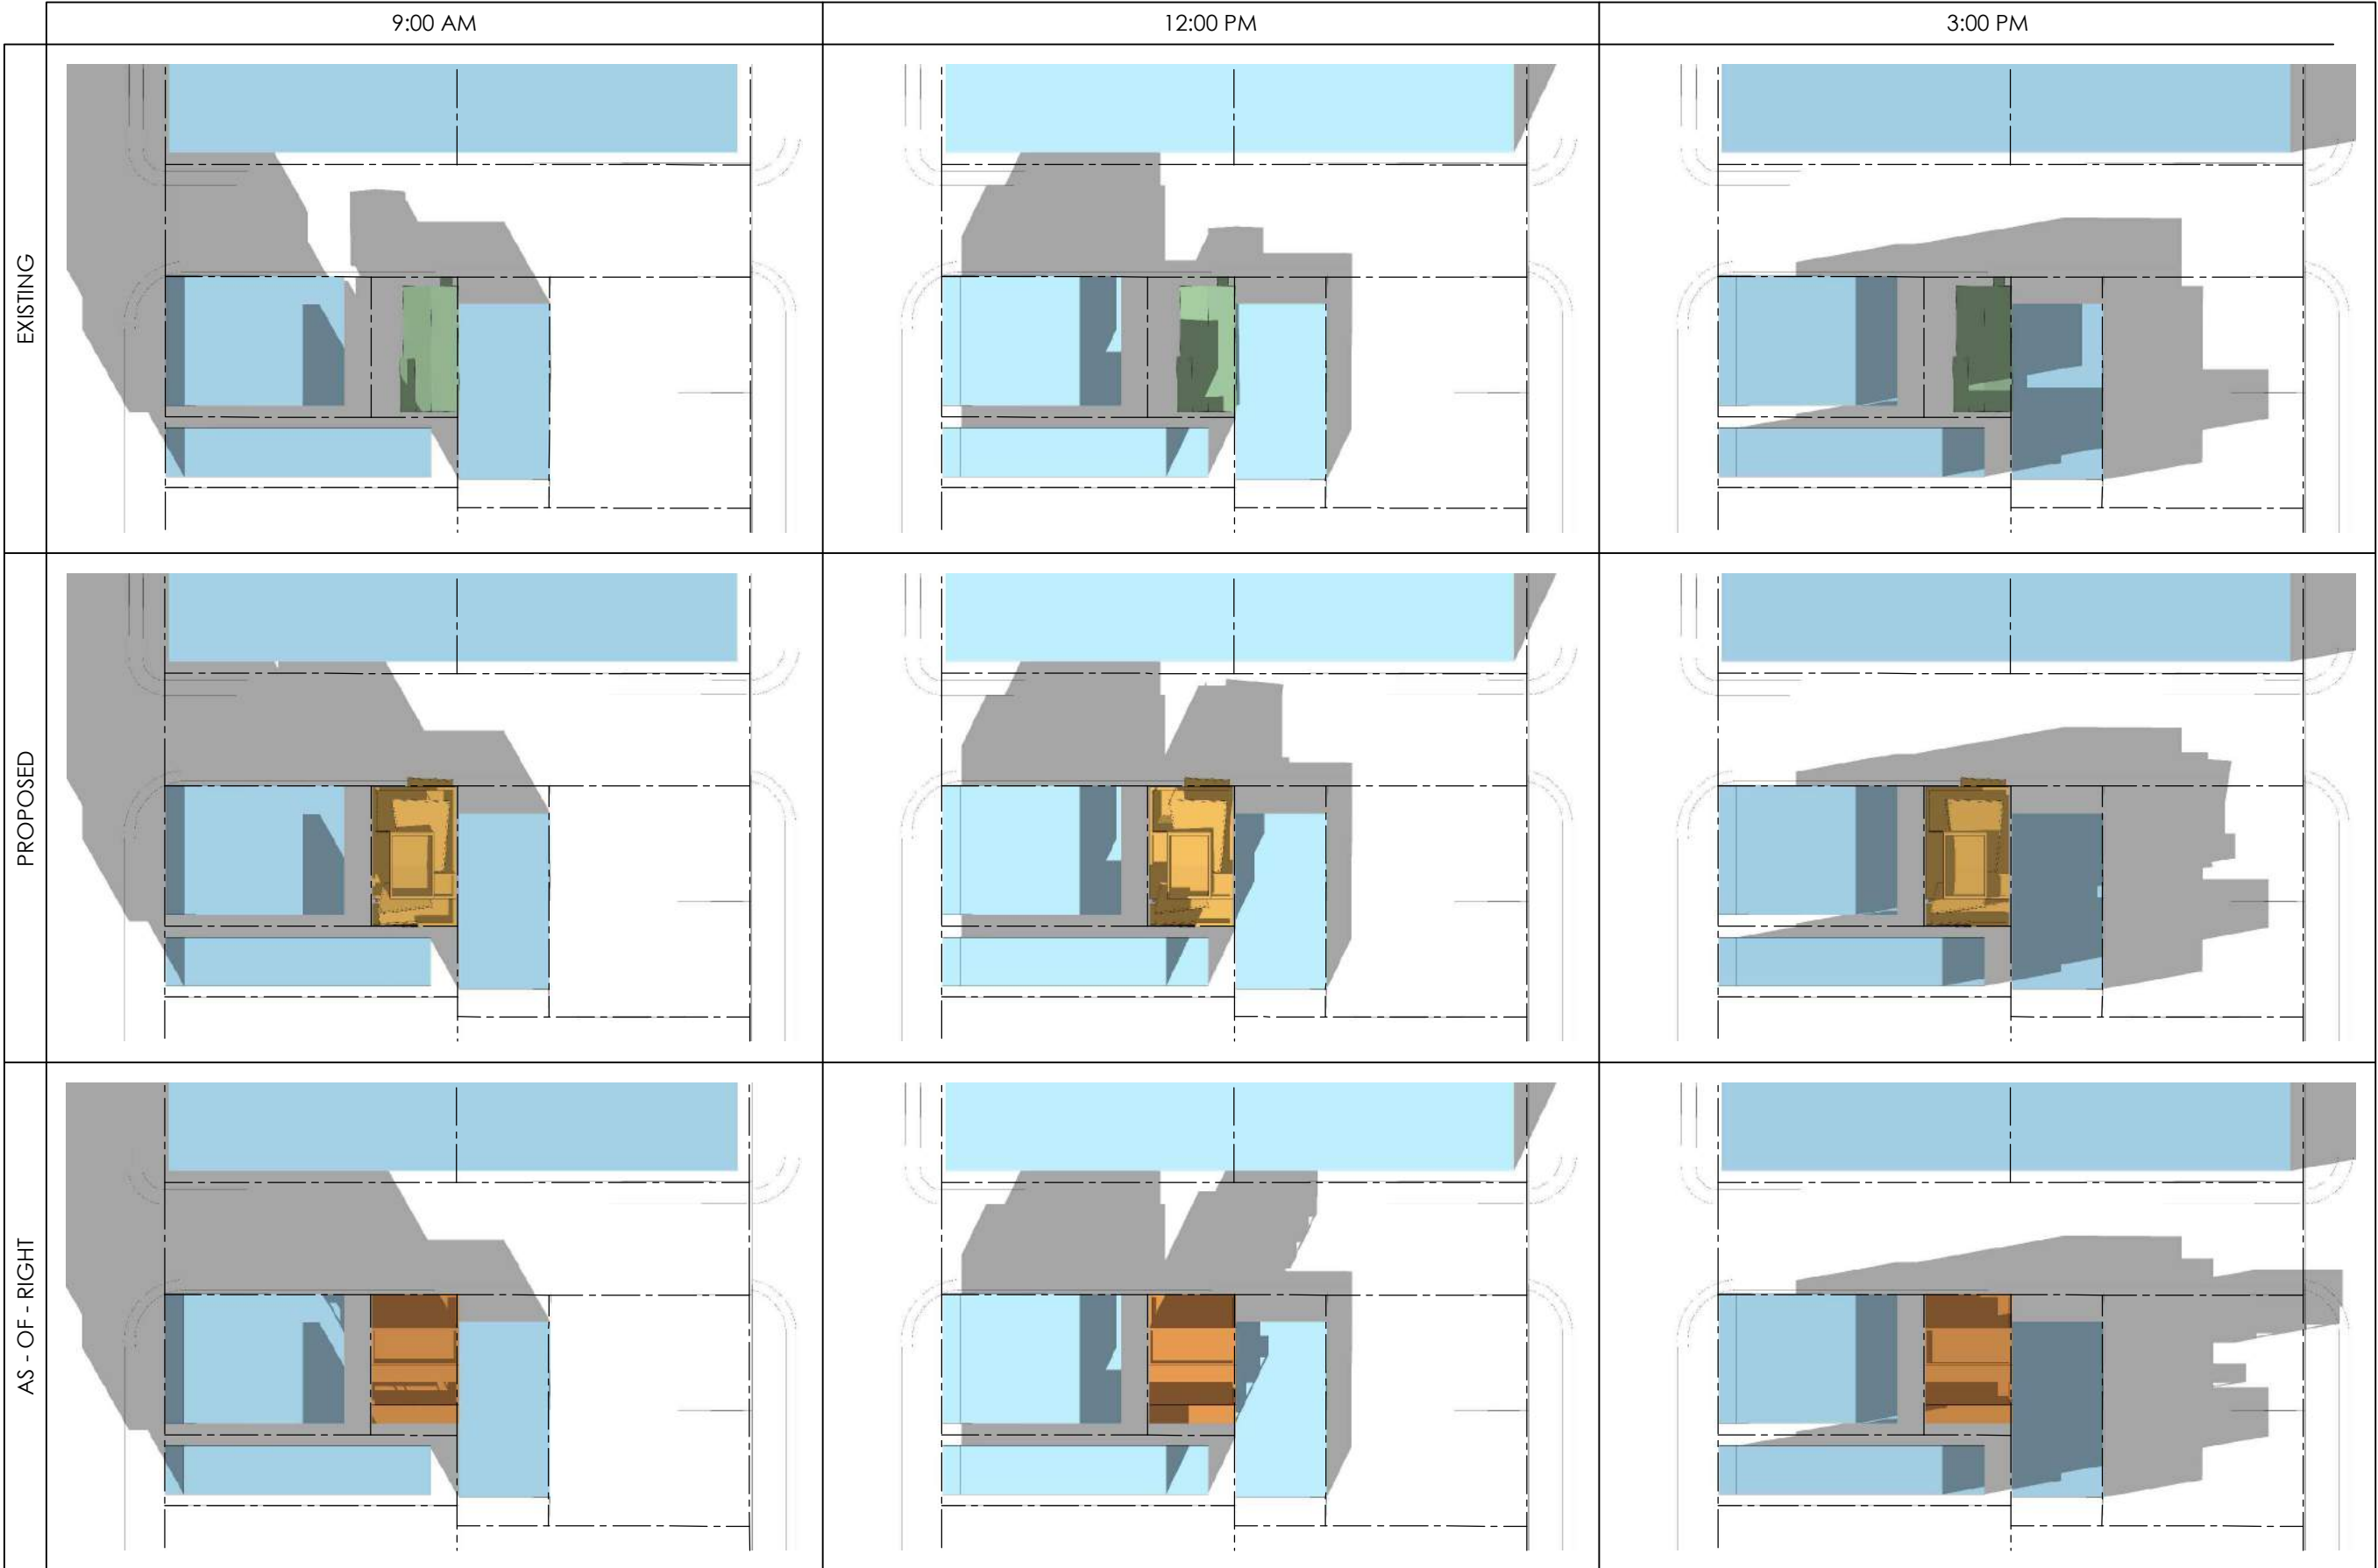 9:00 AM
12:00 PM
3:00 PM
EXISTING
PROPOSED
AS - OF - RIGHT